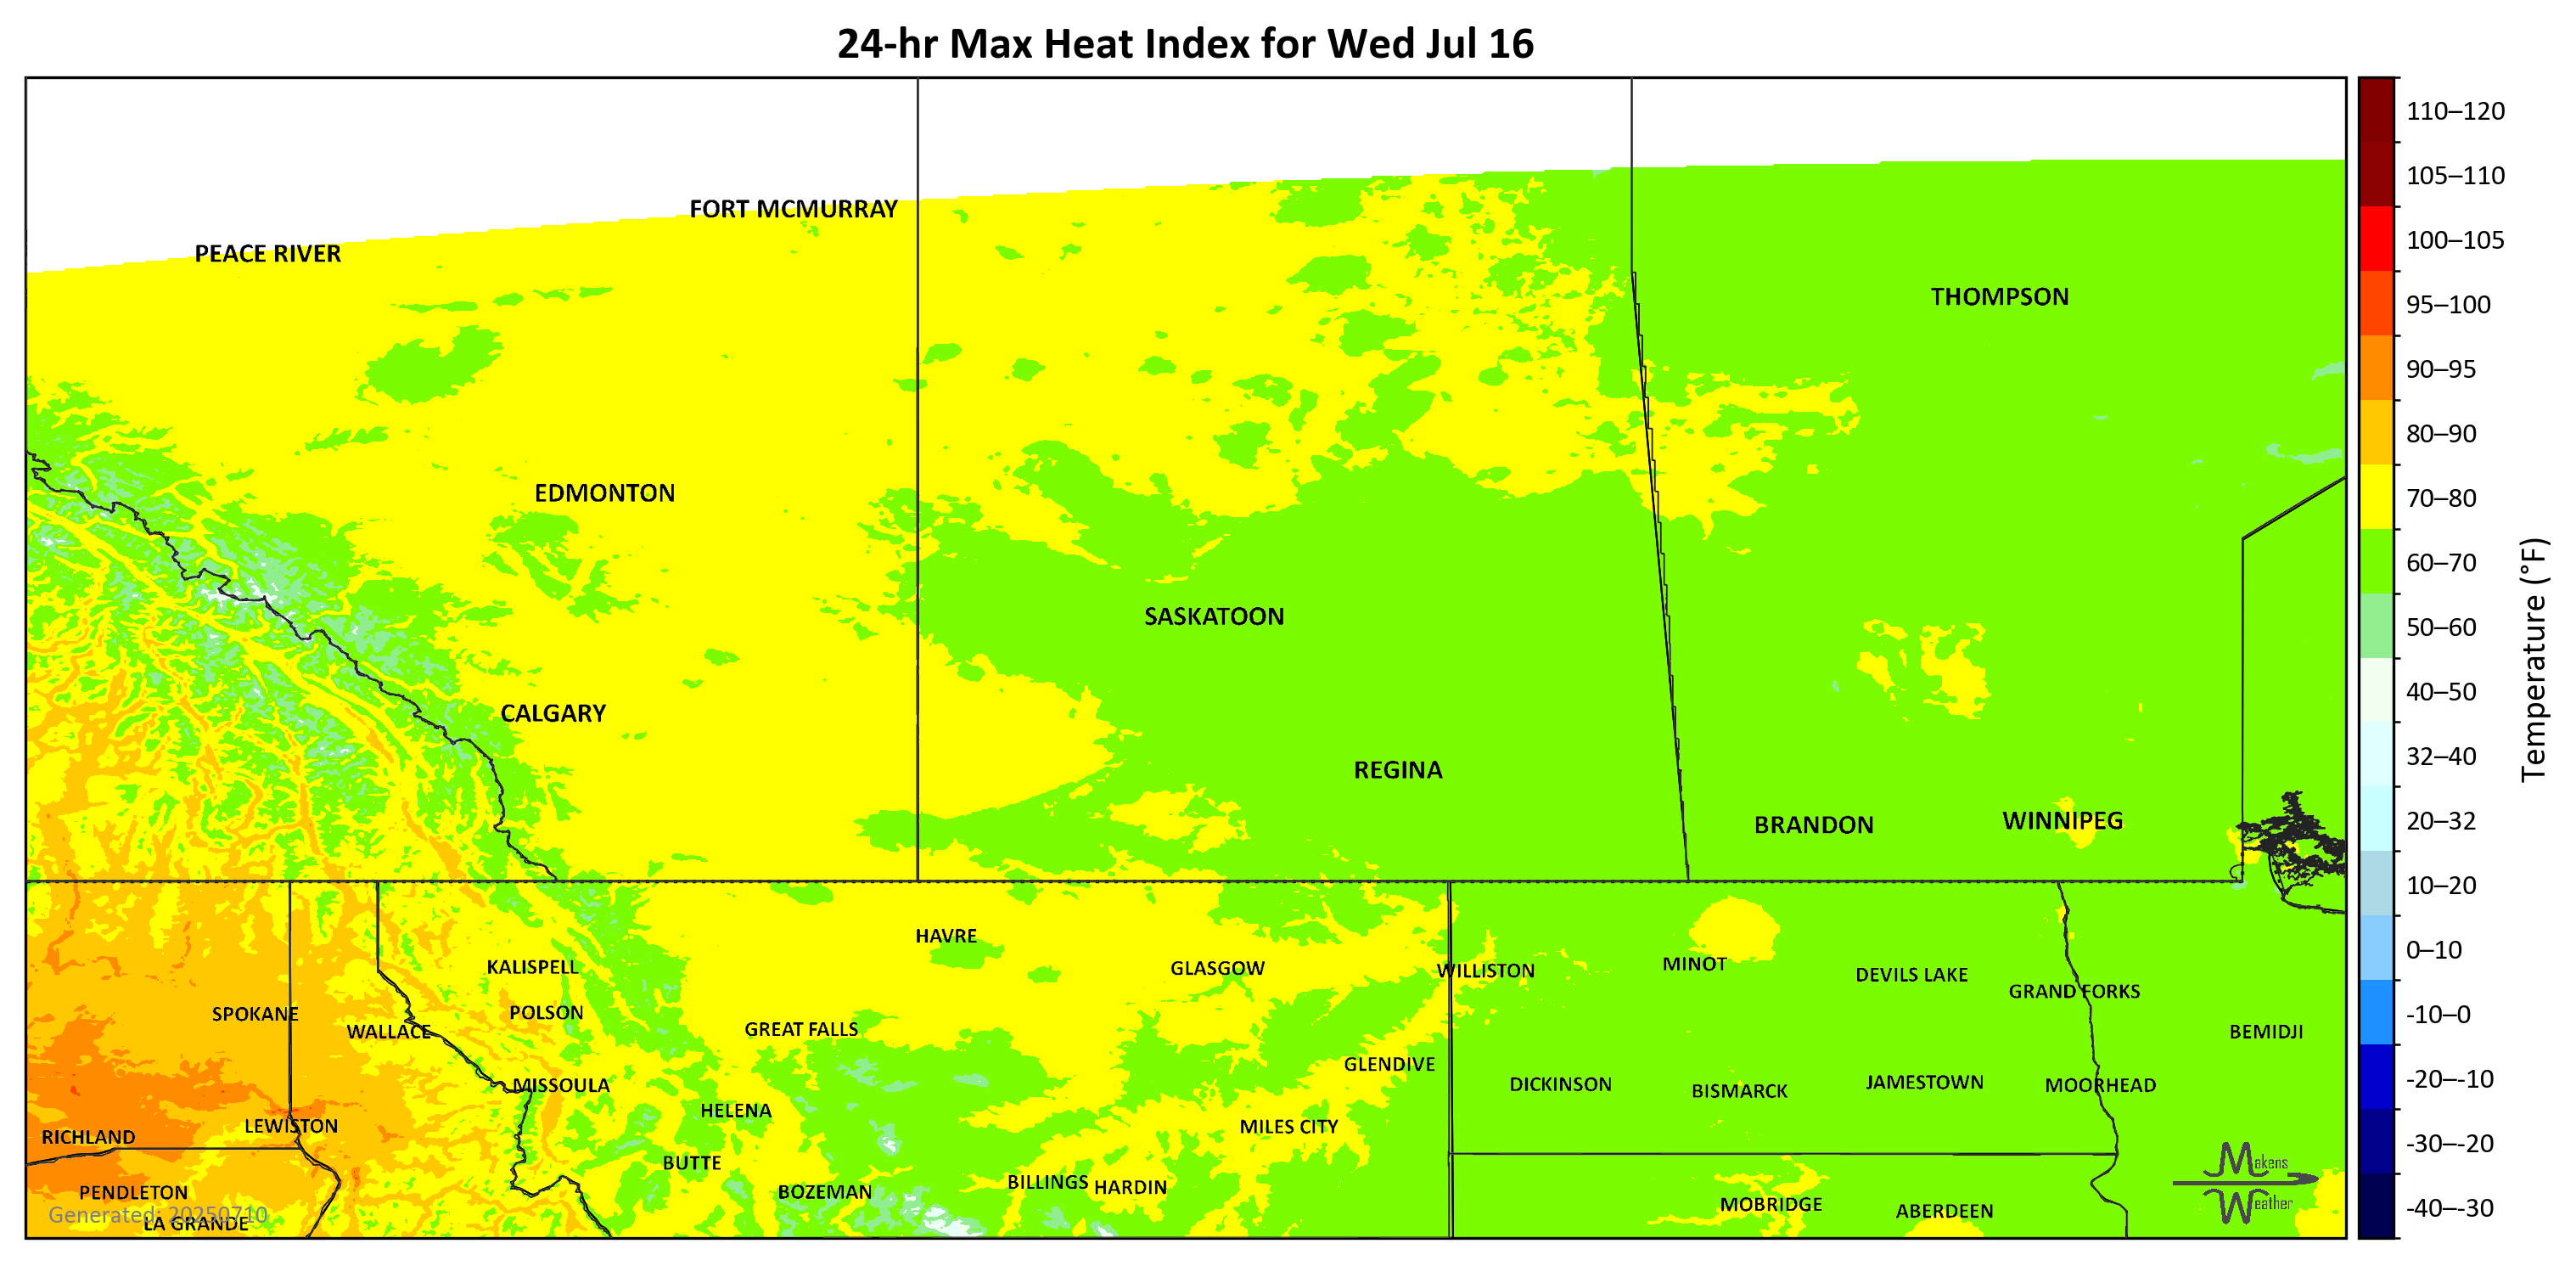 24-hr Max Heat Index for Wed Jul 16
110–120
105–110
FORT MCMURRAY
100–105
PEACE RIVER
THOMPSON
95–100
90–95
80–90
EDMONTON
70–80
60–70
Temperature (°F)
SASKATOON
50–60
40–50
CALGARY
32–40
REGINA
BRANDON
WINNIPEG
20–32
10–20
HAVRE
0–10
KALISPELL
GLASGOW
WILLISTON
MINOT
DEVILS LAKE
GRAND FORKS
SPOKANE
POLSON
-10–0
WALLACE
GREAT FALLS
BEMIDJI
GLENDIVE
-20–-10
MISSOULA
DICKINSON
BISMARCK
JAMESTOWN
MOORHEAD
HELENA
LEWISTON
MILES CITY
RICHLAND
-30–-20
BUTTE
Makens
Weather
PENDLETON
BOZEMAN
BILLINGS
HARDIN
MOBRIDGE
ABERDEEN
-40–-30
Generated: 20250710
LA GRANDE